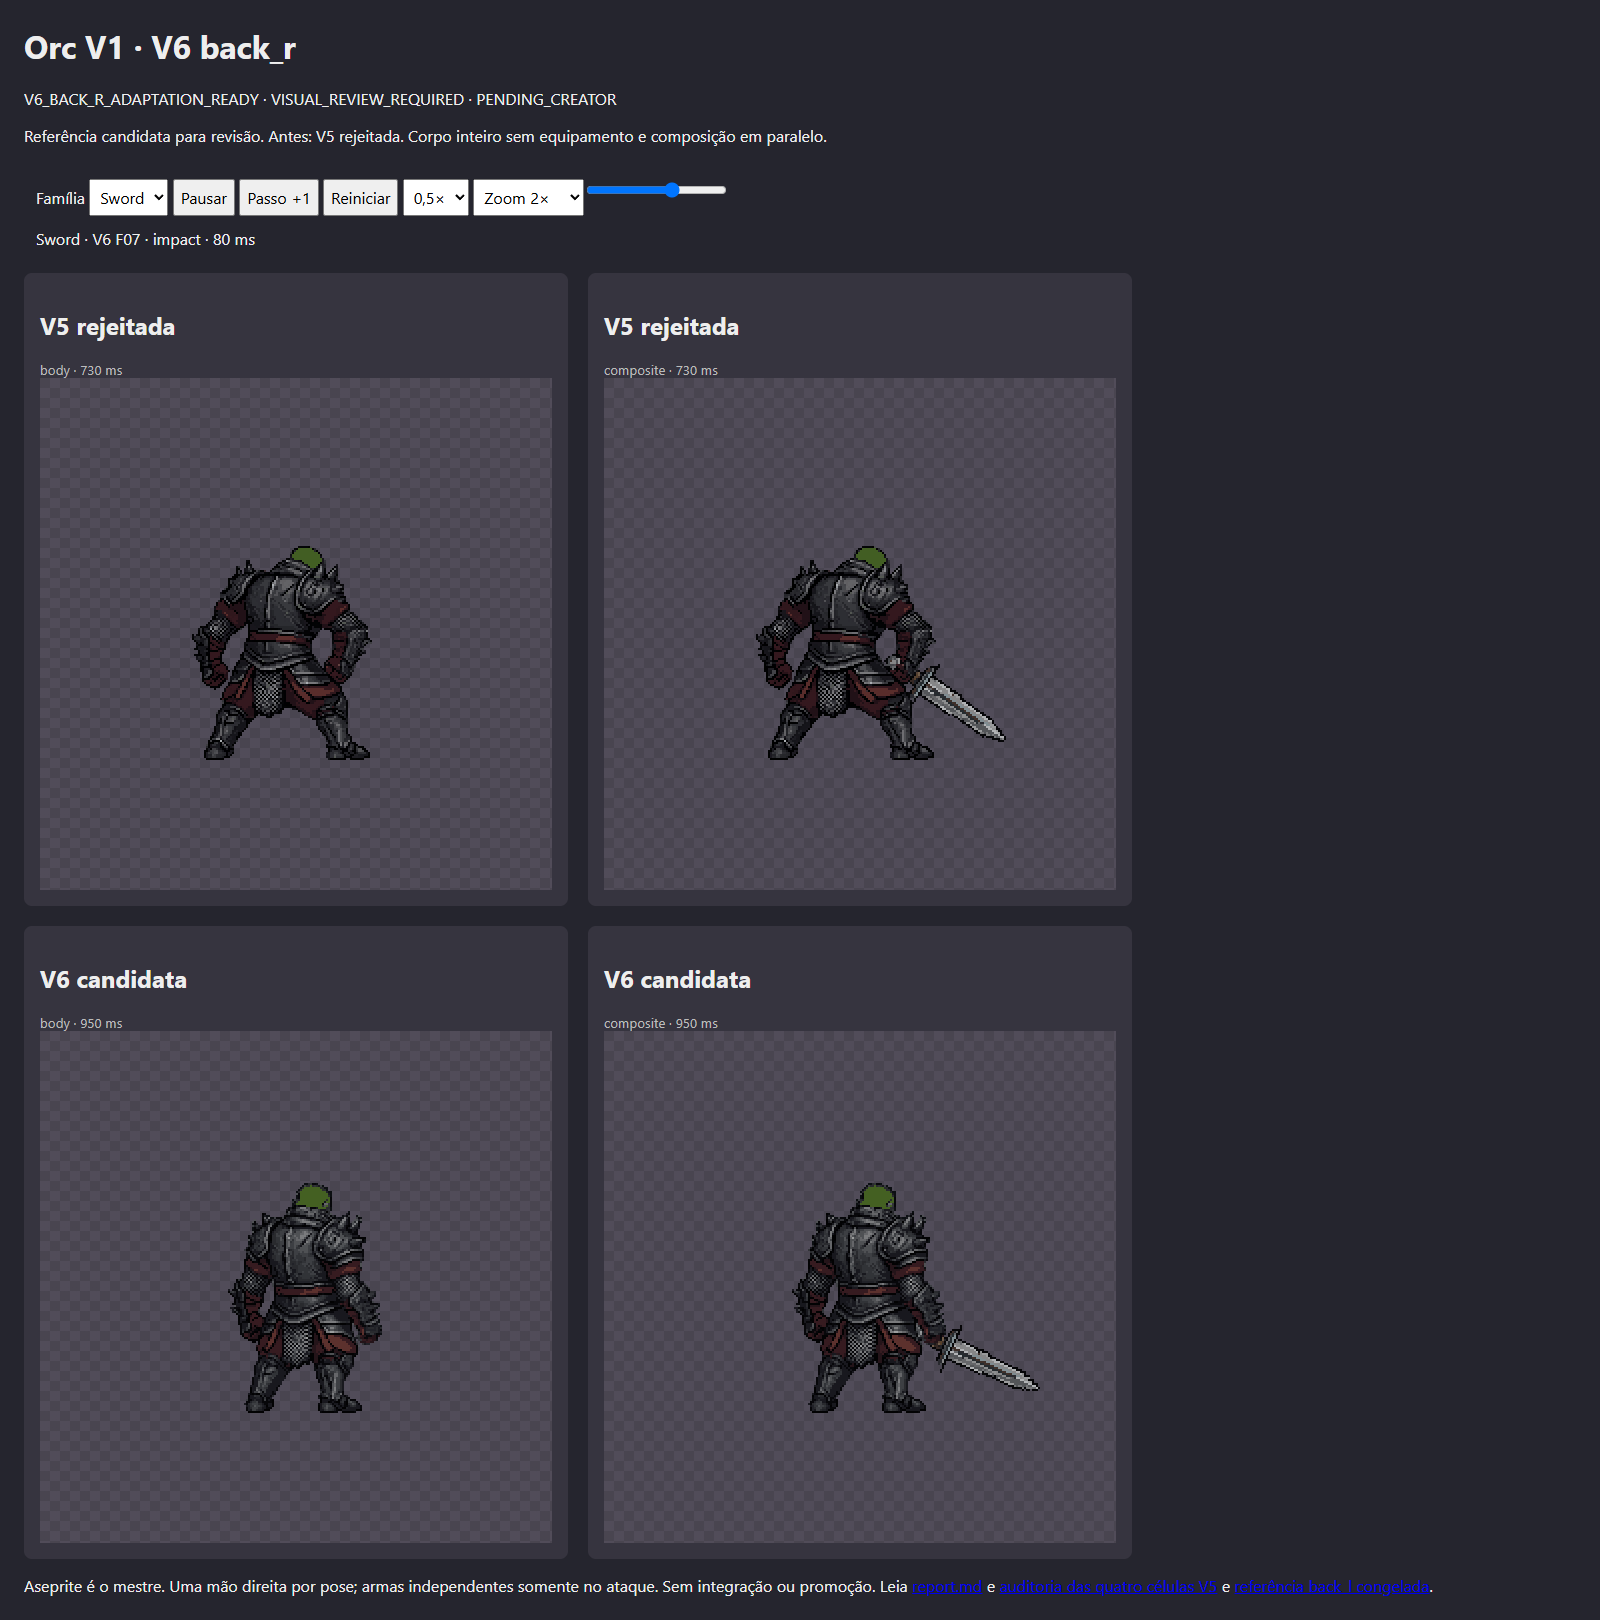 Orc V1 · V6 back_r
V6_BACK_R_ADAPTATION_READY · VISUAL_REVIEW_REQUIRED · PENDING_CREATOR
Referência candidata para revisão. Antes: V5 rejeitada. Corpo inteiro sem equipamento e composição em paralelo.
Família Sword Pausar Passo +1 Reiniciar 0,5× Zoom 2×
Sword · V6 F07 · impact · 80 ms
V5 rejeitada
body · 730 ms
V5 rejeitada
composite · 730 ms
V6 candidata
body · 950 ms
V6 candidata
composite · 950 ms
Aseprite é o mestre. Uma mão direita por pose; armas independentes somente no ataque. Sem integração ou promoção. Leia report.md e auditoria das quatro células V5 e referência back_l congelada.